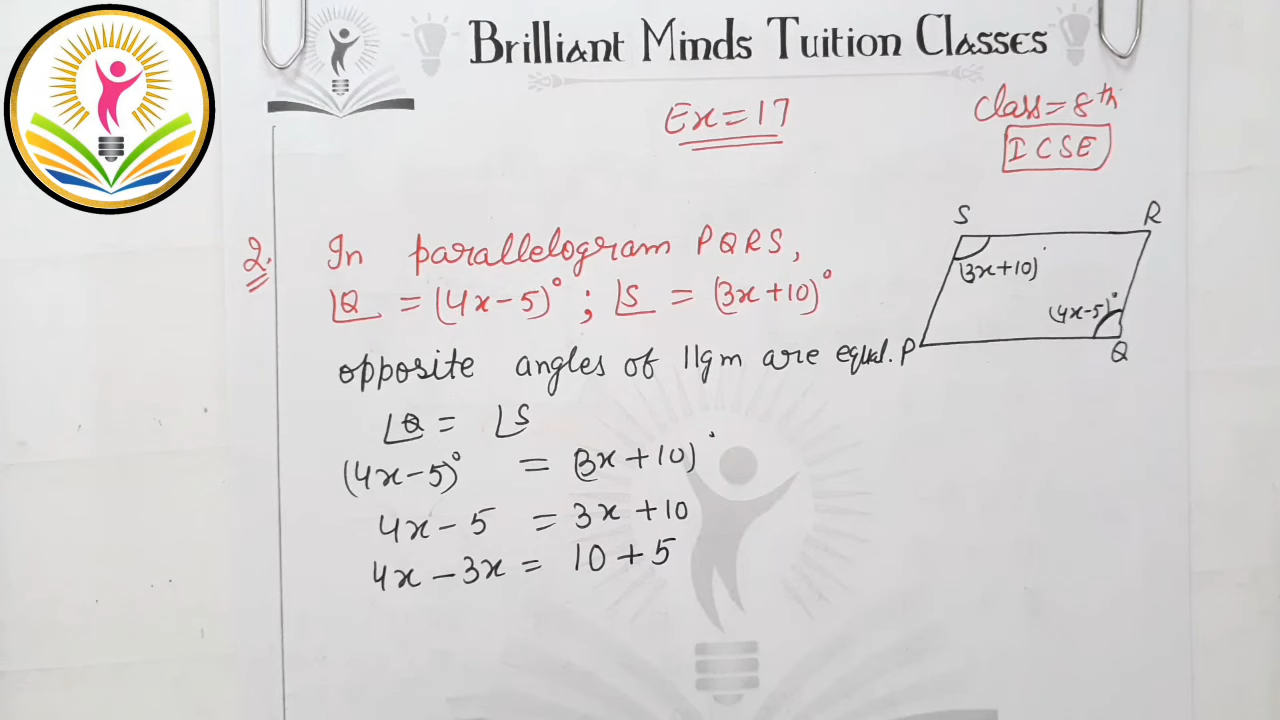 Brilliant Minds Tuition Classes
Ex=17
Class=8th
ICSE
2. In parallelogram PQRS,
∠Q = (4x-5)° ; ∠S = (3x+10)°
S R
(3x+10)°
(4x-5)°
P Q
opposite angles of ||gm are equal.
∠Q = ∠S
(4x-5)° = (3x+10)°
4x-5 = 3x+10
4x-3x = 10+5